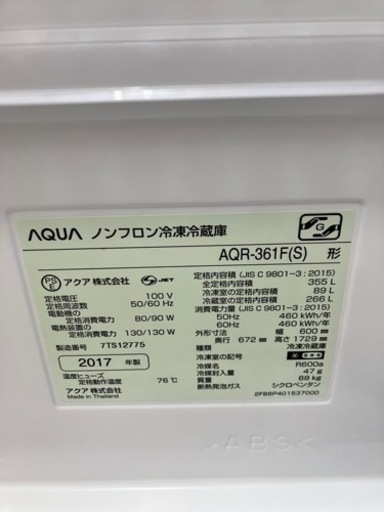 AQUA ノンフロン冷凍冷蔵庫
AQR-361F(S) 形
PS E アクア株式会社 JET
定格電圧 100 V
定格周波数 50/60 Hz
電動機の
定格消費電力 80/90 W
電熱装置の
定格消費電力 130/130 W
製造番号 7TS12775
2017 年製
温度ヒューズ
定格動作温度 76℃
アクア株式会社
Made in Thailand
定格内容積 (JIS C 9801-3 : 2015)
全定格内容積 355 L
冷凍室の定格内容積 89 L
冷蔵室の定格内容積 266 L
消費電力量 (JIS C 9801-3 : 2015)
50Hz 460 kWh/年
60Hz 460 kWh/年
外形寸法 幅 600 mm
奥行 672 mm 高さ 1729 mm
種類 冷凍冷蔵庫
冷凍室の記号
冷媒 R600a
冷媒封入量 47 g
質量 68 kg
断熱発泡ガス シクロペンタン
2FB6P401537000
>ABS<